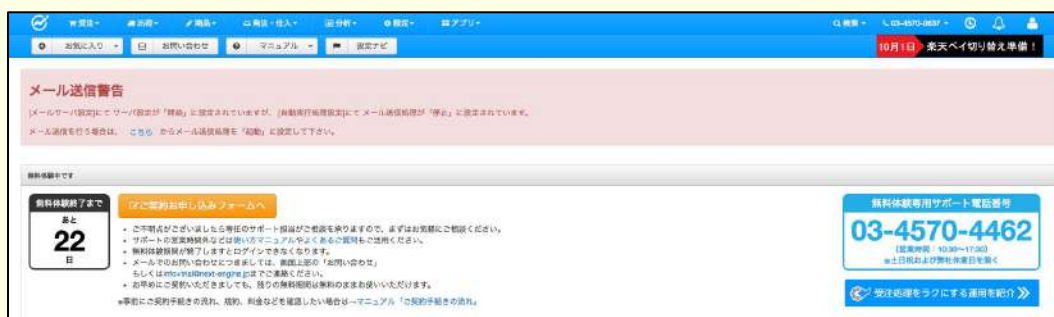 受注
出荷
商品
発注・仕入
分析
設定
アプリ
検索
03-4570-0637
お気に入り
お問い合わせ
マニュアル
設定ナビ
10月1日 楽天ペイ切り替え準備!
メール送信警告
[メールサーバ設定]にて サーバ設定が「開始」に設定されていますが、[自動実行処理設定]にて メール送信処理が「停止」に設定されています。
メール送信を行う場合は、 こちら からメール送信処理を「起動」に設定して下さい。
無料体験中です
無料体験終了まで
あと
22
日
ご契約お申し込みフォームへ
・ ご不明点がございましたら専任のサポート担当がご相談を承りますので、まずはお気軽にご相談ください。
・ サポートの営業時間外などは使い方マニュアルやよくあるご質問もご活用ください。
・ 無料体験期間が終了しますとログインできなくなります。
・ メールでのお問い合わせにつきましては、画面上部の「お問い合わせ」
もしくはinfo+trial@next-engine.jpまでご連絡ください。
・ お早めにご契約いただきましても、残りの無料期間は無料のままお使いいただけます。
※事前にご契約手続きの流れ、規約、料金などを確認したい場合は→マニュアル「ご契約手続きの流れ」
無料体験専用サポート電話番号
03-4570-4462
(営業時間:10:30〜17:30)
※土日祝および弊社休業日を除く
受注処理をラクにする運用を紹介